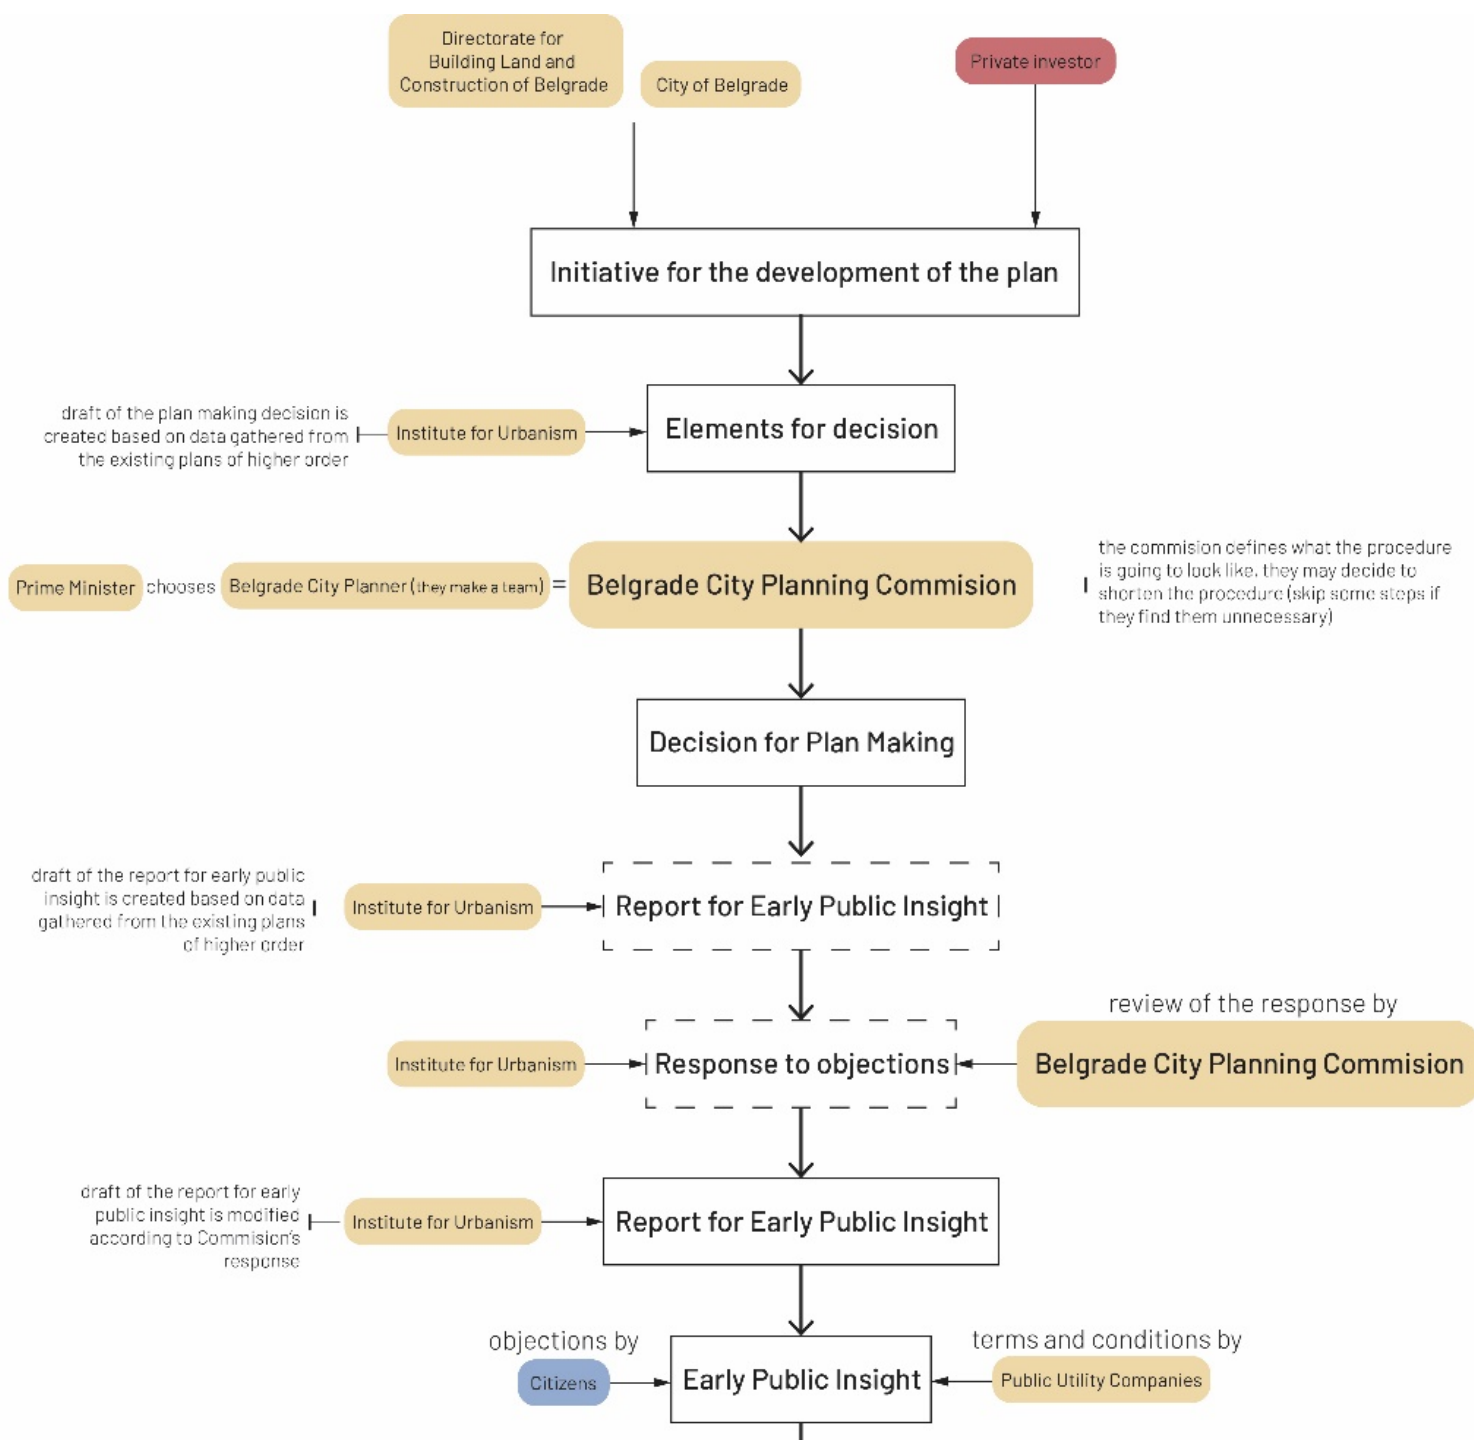 Directorate for
Building Land and
Construction of Belgrade
City of Belgrade
Private investor
Initiative for the development of the plan
draft of the plan making decision is
created based on data gathered from
the existing plans of higher order
Institute for Urbanism
Elements for decision
Prime Minister chooses Belgrade City Planner (they make a team) = Belgrade City Planning Commision
the commision defines what the procedure
is going to look like. they may decide to
shorten the procedure (skip some steps if
they find them unnecessary)
Decision for Plan Making
draft of the report for early public
insight is created based on data
gathered from the existing plans
of higher order
Institute for Urbanism
Report for Early Public Insight
review of the response by
Institute for Urbanism
Response to objections
Belgrade City Planning Commision
draft of the report for early
public insight is modified
according to Commision's
response
Institute for Urbanism
Report for Early Public Insight
objections by
Citizens
Early Public Insight
terms and conditions by
Public Utility Companies